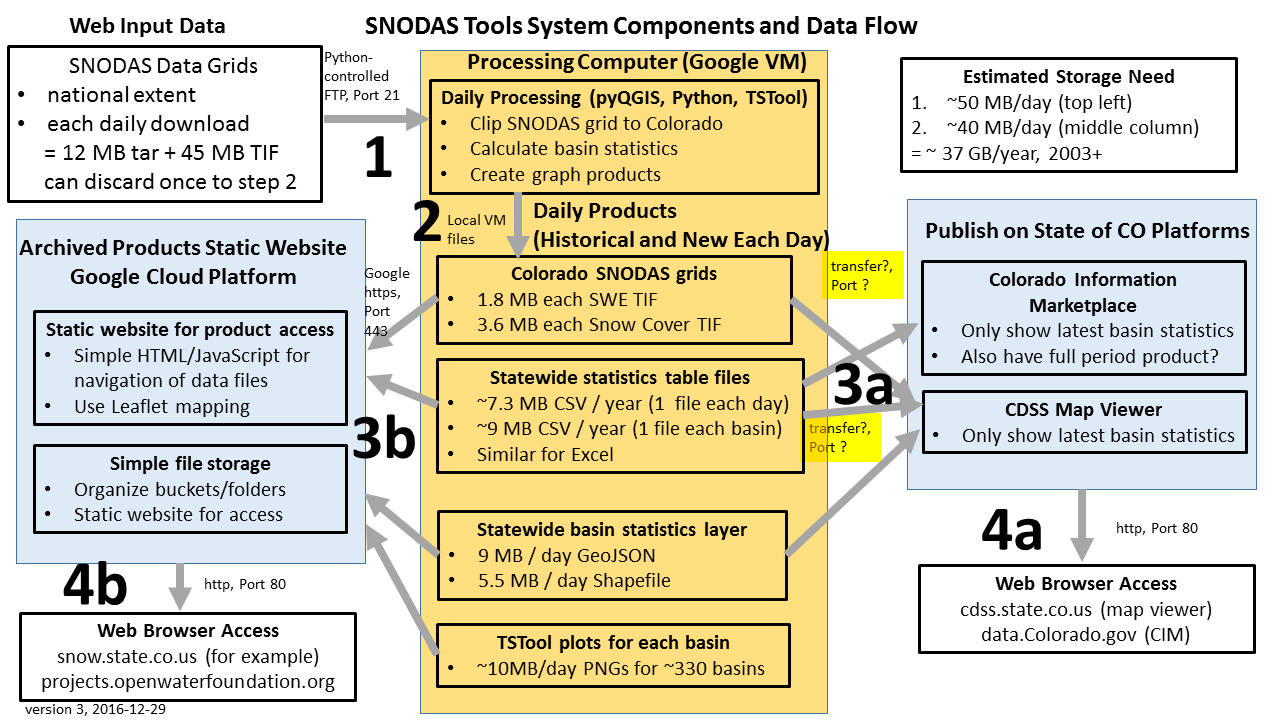 SNODAS Tools System Components and Data Flow
Web Input Data
SNODAS Data Grids
• national extent
• each daily download
= 12 MB tar + 45 MB TIF
can discard once to step 2
Python-
controlled
FTP, Port 21
1
Processing Computer (Google VM)
Daily Processing (pyQGIS, Python, TSTool)
• Clip SNODAS grid to Colorado
• Calculate basin statistics
• Create graph products
Estimated Storage Need
1. ~50 MB/day (top left)
2. ~40 MB/day (middle column)
= ~ 37 GB/year, 2003+
2
Local VM
files
Daily Products
(Historical and New Each Day)
Colorado SNODAS grids
• 1.8 MB each SWE TIF
• 3.6 MB each Snow Cover TIF
Statewide statistics table files
• ~7.3 MB CSV / year (1 file each day)
• ~9 MB CSV / year (1 file each basin)
• Similar for Excel
Statewide basin statistics layer
• 9 MB / day GeoJSON
• 5.5 MB / day Shapefile
TSTool plots for each basin
• ~10MB/day PNGs for ~330 basins
Archived Products Static Website
Google Cloud Platform
Static website for product access
• Simple HTML/JavaScript for
navigation of data files
• Use Leaflet mapping
Simple file storage
• Organize buckets/folders
• Static website for access
Google
https,
Port
443
3b
4b
http, Port 80
Web Browser Access
snow.state.co.us (for example)
projects.openwaterfoundation.org
version 3, 2016-12-29
transfer?,
Port ?
3a
transfer?,
Port ?
Publish on State of CO Platforms
Colorado Information
Marketplace
• Only show latest basin statistics
• Also have full period product?
CDSS Map Viewer
• Only show latest basin statistics
4a
http, Port 80
Web Browser Access
cdss.state.co.us (map viewer)
data.Colorado.gov (CIM)